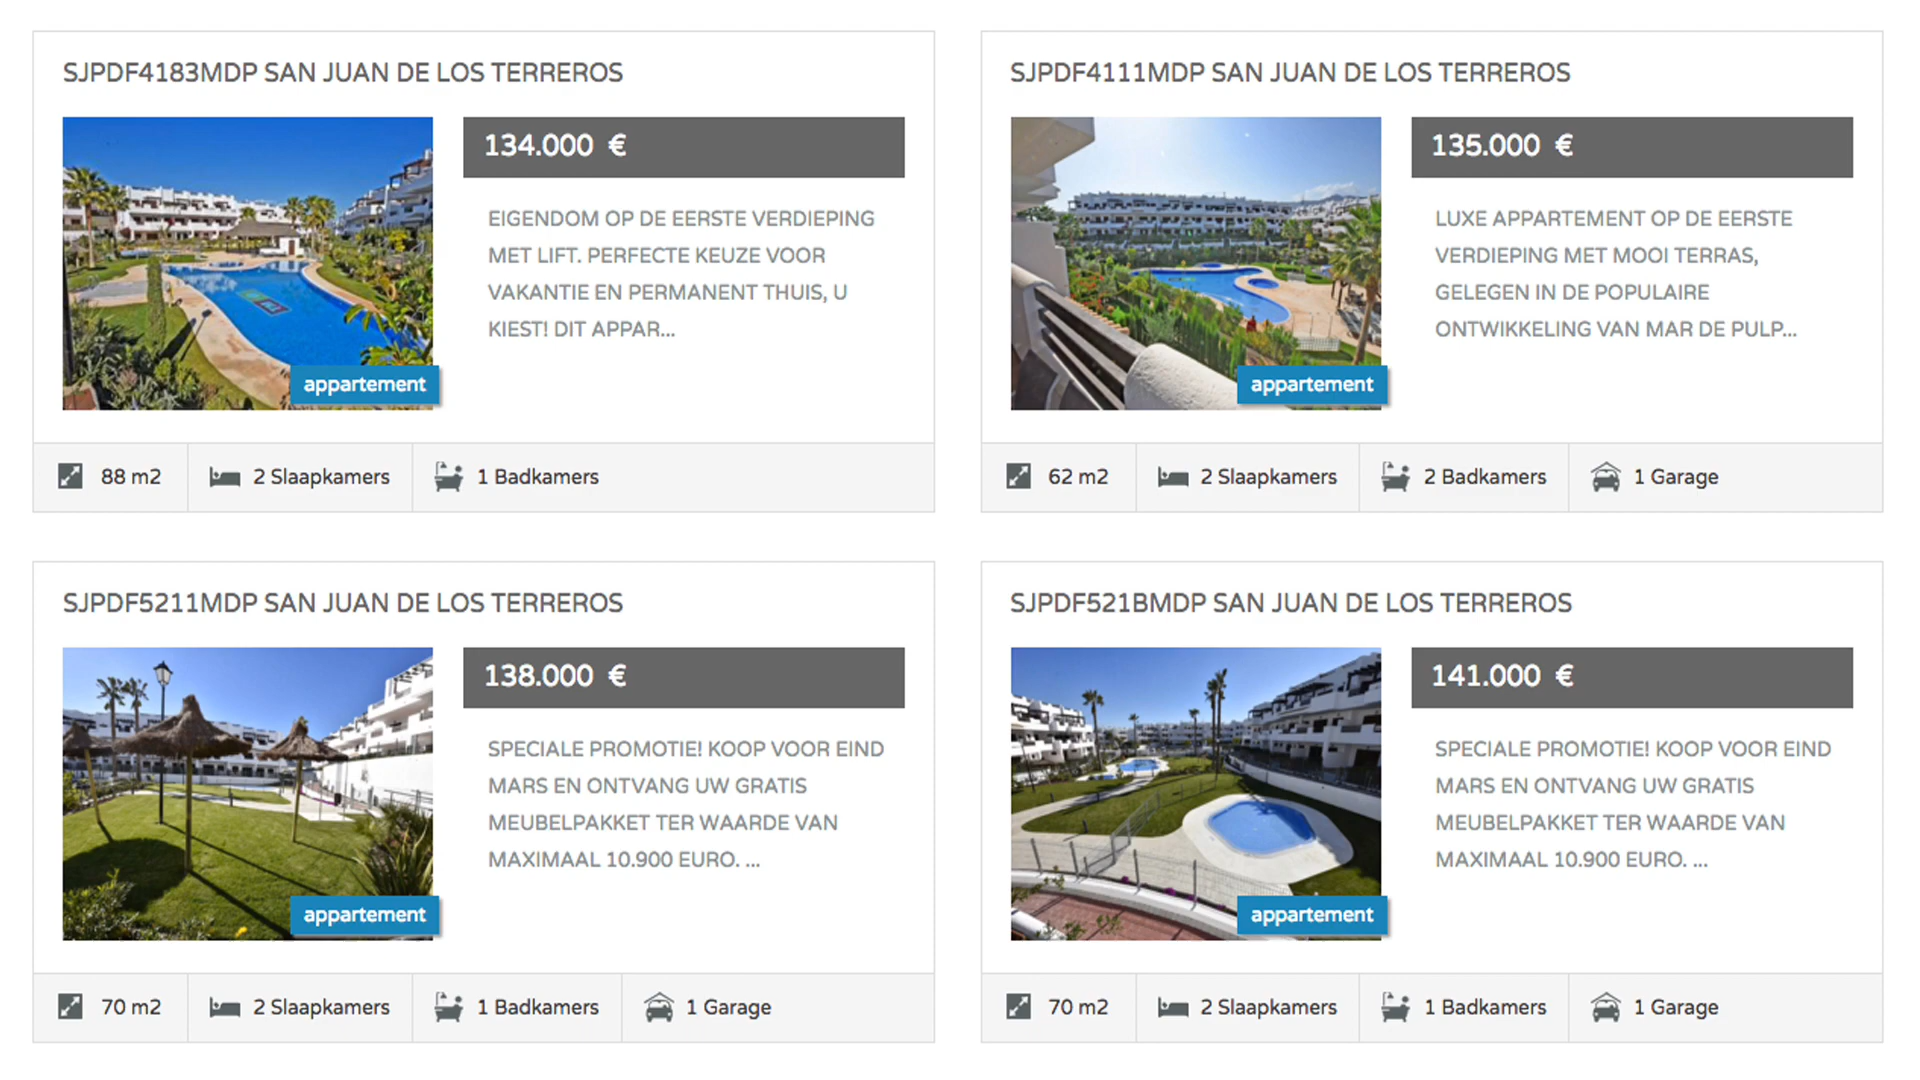 SJPDF4183MDP SAN JUAN DE LOS TERREROS
134.000 €
EIGENDOM OP DE EERSTE VERDIEPING
MET LIFT. PERFECTE KEUZE VOOR
VAKANTIE EN PERMANENT THUIS, U
KIEST! DIT APPAR...
appartement
88 m2 2 Slaapkamers 1 Badkamers
SJPDF4111MDP SAN JUAN DE LOS TERREROS
135.000 €
LUXE APPARTEMENT OP DE EERSTE
VERDIEPING MET MOOI TERRAS,
GELEGEN IN DE POPULAIRE
ONTWIKKELING VAN MAR DE PULP...
appartement
62 m2 2 Slaapkamers 2 Badkamers 1 Garage
SJPDF5211MDP SAN JUAN DE LOS TERREROS
138.000 €
SPECIALE PROMOTIE! KOOP VOOR EIND
MARS EN ONTVANG UW GRATIS
MEUBELPAKKET TER WAARDE VAN
MAXIMAAL 10.900 EURO. ...
appartement
70 m2 2 Slaapkamers 1 Badkamers 1 Garage
SJPDF521BMDP SAN JUAN DE LOS TERREROS
141.000 €
SPECIALE PROMOTIE! KOOP VOOR EIND
MARS EN ONTVANG UW GRATIS
MEUBELPAKKET TER WAARDE VAN
MAXIMAAL 10.900 EURO. ...
appartement
70 m2 2 Slaapkamers 1 Badkamers 1 Garage